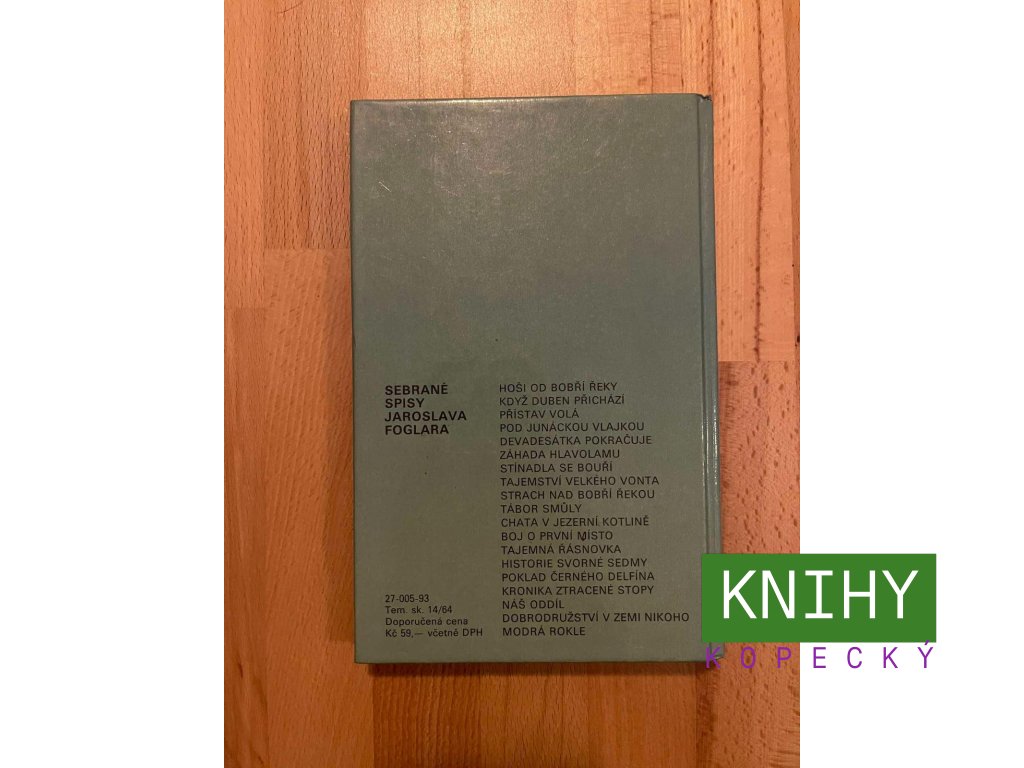 SEBRANÉ
SPISY
JAROSLAVA
FOGLARA
HOŠI OD BOBŘÍ ŘEKY
KDYŽ DUBEN PŘICHÁZÍ
PŘÍSTAV VOLÁ
POD JUNÁCKOU VLAJKOU
DEVADESÁTKA POKRAČUJE
ZÁHADA HLAVOLAMU
STÍNADLA SE BOUŘÍ
TAJEMSTVÍ VELKÉHO VONTA
STRACH NAD BOBŘÍ ŘEKOU
TÁBOR SMŮLY
CHATA V JEZERNÍ KOTLINĚ
BOJ O PRVNÍ MÍSTO
TAJEMNÁ ŘÁSNOVKA
HISTORIE SVORNÉ SEDMY
POKLAD ČERNÉHO DELFÍNA
KRONIKA ZTRACENÉ STOPY
NÁŠ ODDÍL
DOBRODRUŽSTVÍ V ZEMI NIKOHO
MODRÁ ROKLE
27-005-93
Tem. sk. 14/64
Doporučená cena
Kč 59,— včetně DPH
KNIHY
KOPECKÝ